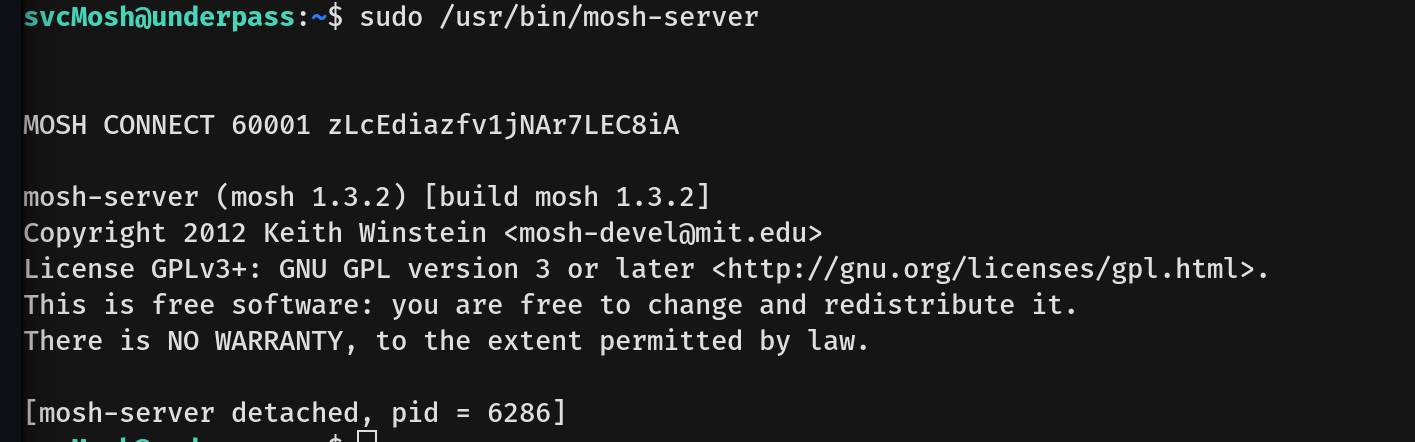 svcMosh@underpass:~$ sudo /usr/bin/mosh-server
MOSH CONNECT 60001 zLcEdiazfv1jNAr7LEC8iA
mosh-server (mosh 1.3.2) [build mosh 1.3.2]
Copyright 2012 Keith Winstein <mosh-devel@mit.edu>
License GPLv3+: GNU GPL version 3 or later <http://gnu.org/licenses/gpl.html>.
This is free software: you are free to change and redistribute it.
There is NO WARRANTY, to the extent permitted by law.
[mosh-server detached, pid = 6286]